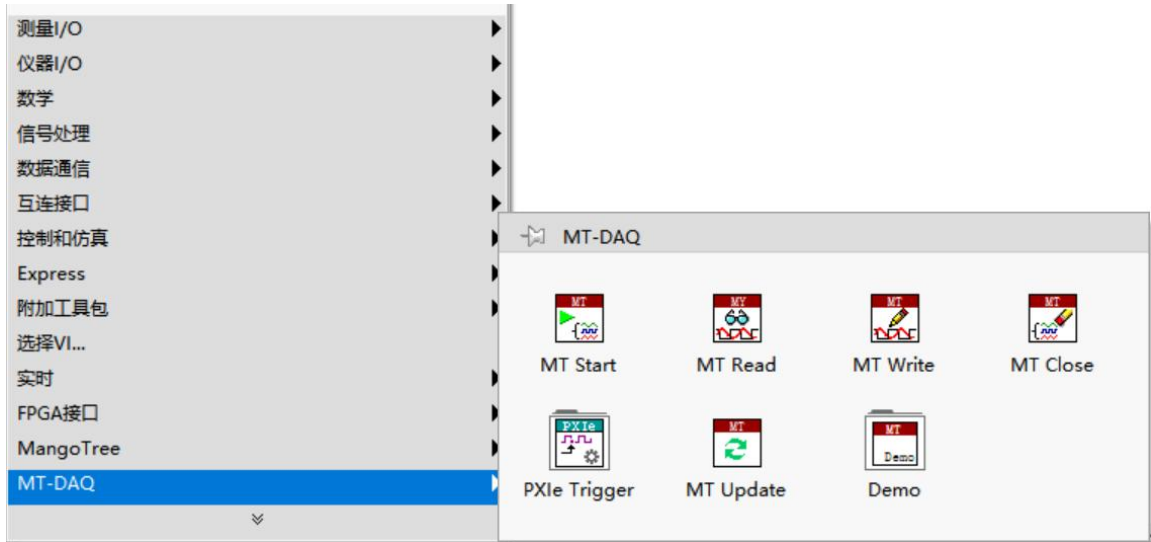 测量I/O
仪器I/O
数学
信号处理
数据通信
互连接口
控制和仿真
Express
附加工具包
选择VI...
实时
FPGA接口
MangoTree
MT-DAQ
MT-DAQ
MT
MY
MT
MT
MT Start
MT Read
MT Write
MT Close
PXIe
MT
MT
Demo
PXIe Trigger
MT Update
Demo